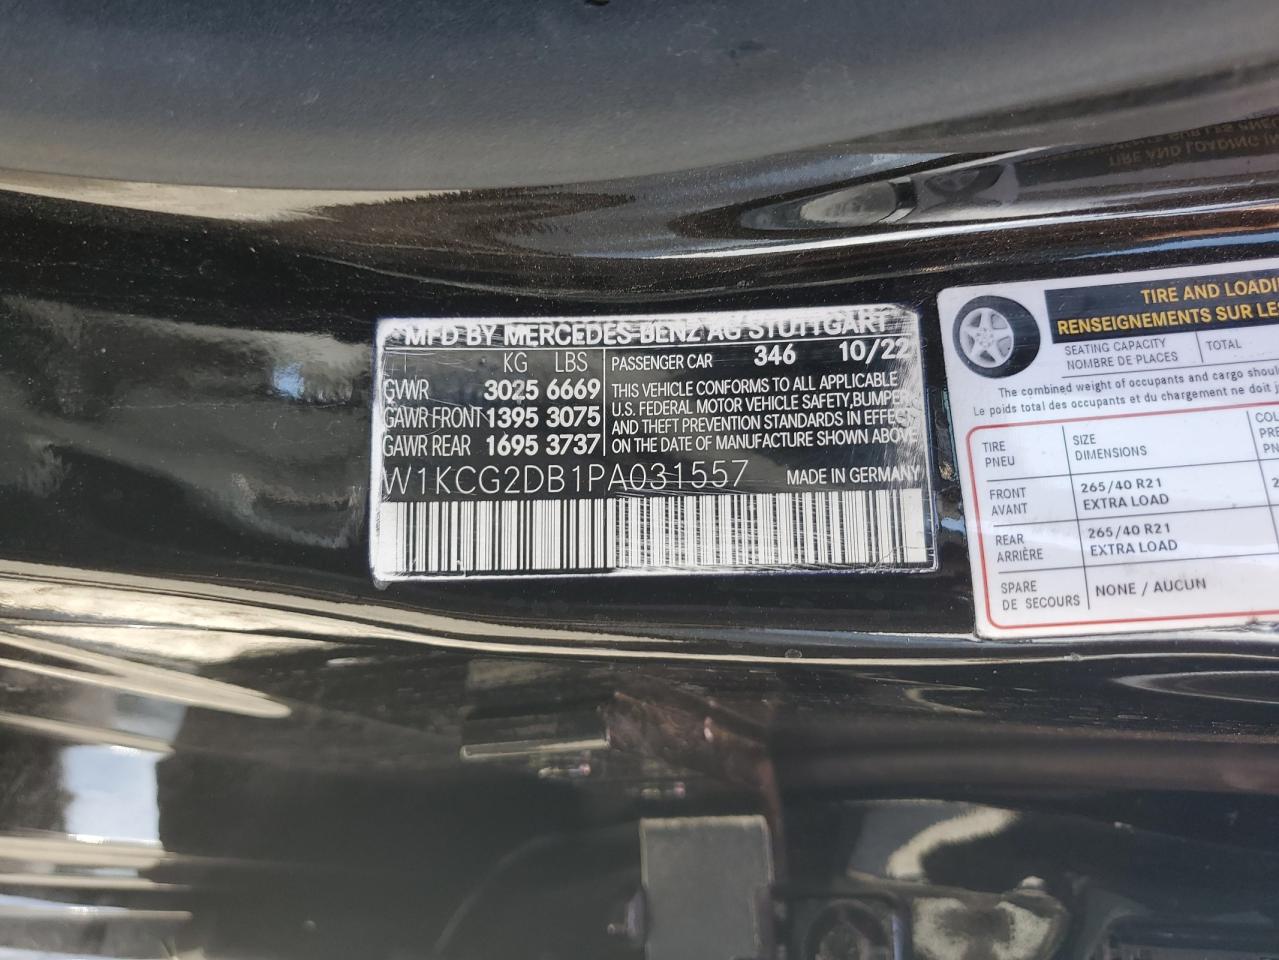 MFD BY MERCEDES-BENZ AG STUTTGART
KG LBS
GVWR 3025 6669
GAWR FRONT 1395 3075
GAWR REAR 1695 3737
PASSENGER CAR 346 10/22
THIS VEHICLE CONFORMS TO ALL APPLICABLE
U.S. FEDERAL MOTOR VEHICLE SAFETY, BUMPER,
AND THEFT PREVENTION STANDARDS IN EFFECT
ON THE DATE OF MANUFACTURE SHOWN ABOVE
W1KCG2DB1PA031557 MADE IN GERMANY
TIRE AND
RENSEIGNEMENTS SUR
SEATING CAPACITY
NOMBRE DE PLACES
TOTAL
The combined weight of occupants and cargo
Le poids total des occupants et du chargement ne doit
TIRE
PNEU
SIZE
DIMENSIONS
FRONT
AVANT
265/40 R21
EXTRA LOAD
REAR
ARRIÈRE
265/40 R21
EXTRA LOAD
SPARE
DE SECOURS
NONE / AUCUN